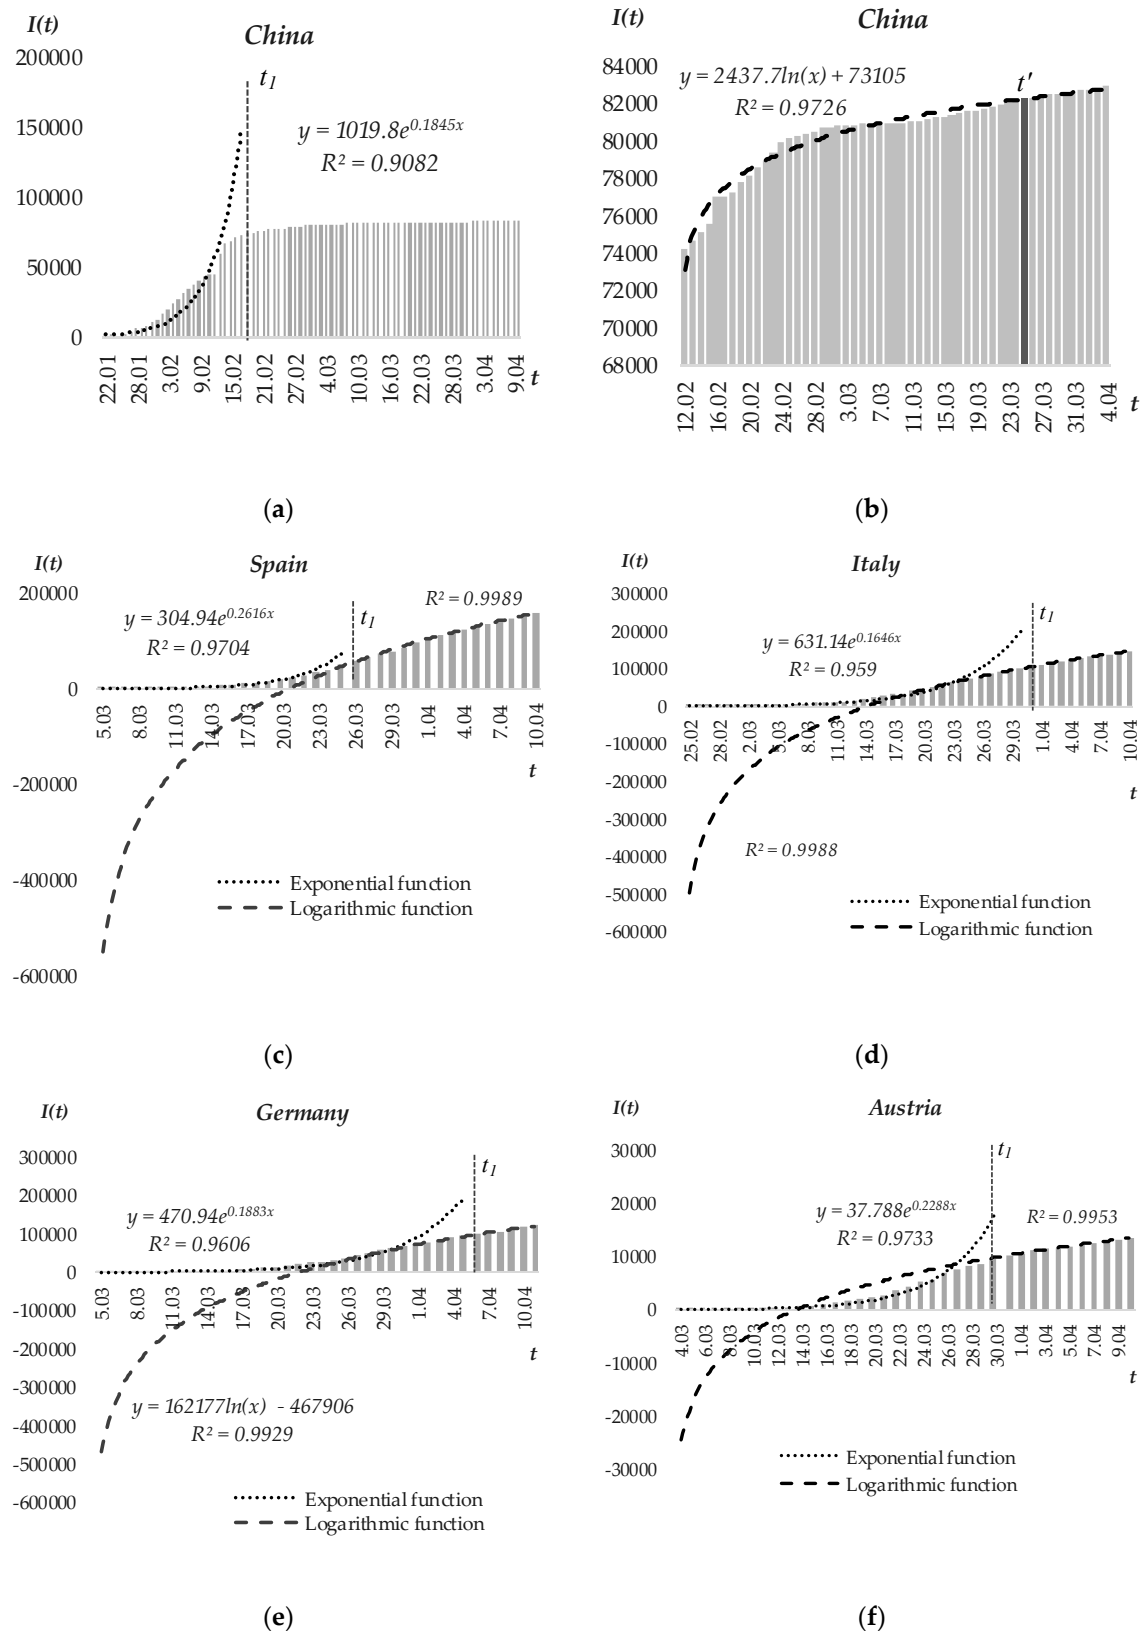 I(t)
China
200000
150000
100000
50000
0
t₁
y = 1019.8e^0.1845x
R² = 0.9082
22.01
28.01
3.02
9.02
15.02
21.02
27.02
4.03
10.03
16.03
22.03
28.03
3.04
9.04
t
(a)
I(t)
China
84000
82000
80000
78000
76000
74000
72000
70000
68000
y = 2437.7ln(x) + 73105
R² = 0.9726
t'
12.02
16.02
20.02
24.02
28.02
3.03
7.03
11.03
15.03
19.03
23.03
27.03
31.03
4.04
t
(b)
I(t)
Spain
200000
0
-200000
-400000
-600000
y = 304.94e^0.2616x
R² = 0.9704
t₁
R² = 0.9989
5.03
8.03
11.03
14.03
17.03
20.03
23.03
26.03
29.03
1.04
4.04
7.04
10.04
t
Exponential function
Logarithmic function
(c)
I(t)
Italy
300000
200000
100000
0
-100000
-200000
-300000
-400000
-500000
-600000
y = 631.14e^0.1646x
R² = 0.959
t₁
25.02
28.02
2.03
5.03
8.03
11.03
14.03
17.03
20.03
23.03
26.03
29.03
1.04
4.04
7.04
10.04
t
R² = 0.9988
Exponential function
Logarithmic function
(d)
I(t)
Germany
300000
200000
100000
0
-100000
-200000
-300000
-400000
-500000
-600000
y = 470.94e^0.1883x
R² = 0.9606
t₁
5.03
8.03
11.03
14.03
17.03
20.03
23.03
26.03
29.03
1.04
4.04
7.04
10.04
t
y = 162177ln(x) - 467906
R² = 0.9929
Exponential function
Logarithmic function
(e)
I(t)
Austria
30000
20000
10000
0
-10000
-20000
-30000
y = 37.788e^0.2288x
R² = 0.9733
t₁
R² = 0.9953
4.03
6.03
8.03
10.03
12.03
14.03
16.03
18.03
20.03
22.03
24.03
26.03
28.03
30.03
1.04
3.04
5.04
7.04
9.04
t
Exponential function
Logarithmic function
(f)